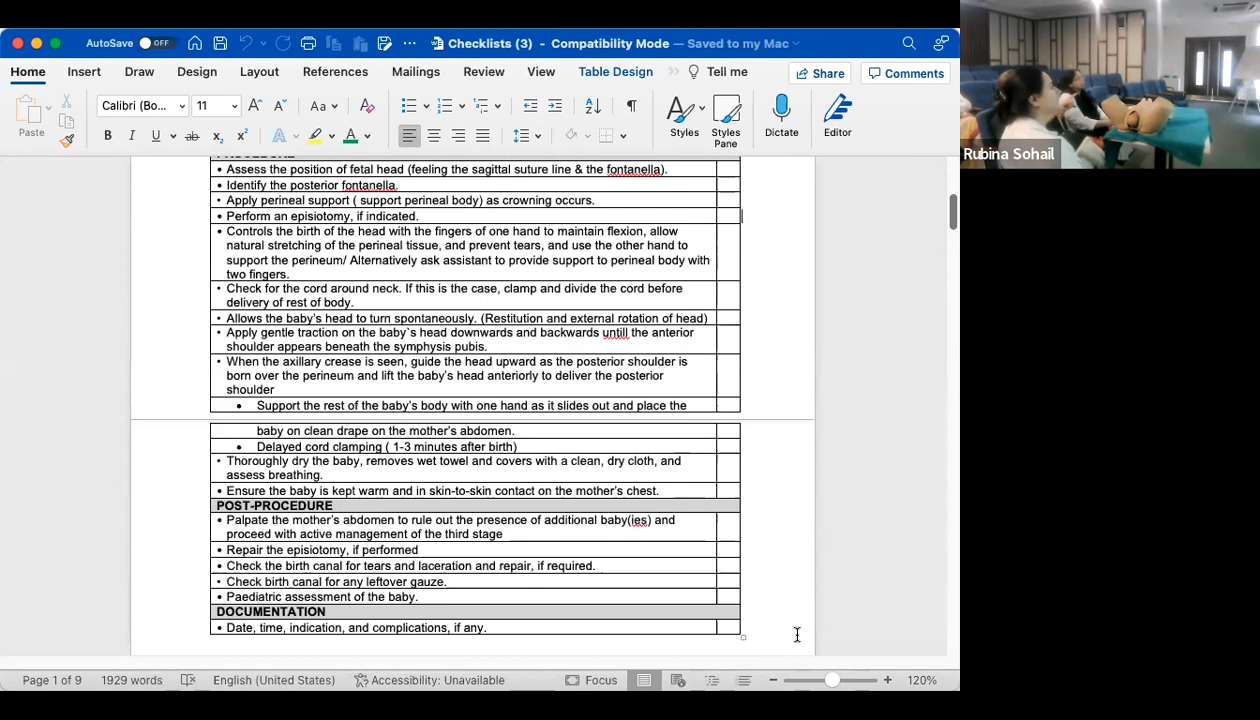 AutoSave OFF Checklists (3) - Compatibility Mode — Saved to my Mac
Home Insert Draw Design Layout References Mailings Review View Table Design Tell me Share Comments
Paste Calibri (Bo... 11 Styles Styles Pane Dictate Editor
• Assess the position of fetal head (feeling the sagittal suture line & the fontanella).
• Identify the posterior fontanella.
• Apply perineal support ( support perineal body) as crowning occurs.
• Perform an episiotomy, if indicated.
• Controls the birth of the head with the fingers of one hand to maintain flexion, allow
natural stretching of the perineal tissue, and prevent tears, and use the other hand to
support the perineum/ Alternatively ask assistant to provide support to perineal body with
two fingers.
• Check for the cord around neck. If this is the case, clamp and divide the cord before
delivery of rest of body.
• Allows the baby's head to turn spontaneously. (Restitution and external rotation of head)
• Apply gentle traction on the baby`s head downwards and backwards untill the anterior
shoulder appears beneath the symphysis pubis.
• When the axillary crease is seen, guide the head upward as the posterior shoulder is
born over the perineum and lift the baby's head anteriorly to deliver the posterior
shoulder
• Support the rest of the baby's body with one hand as it slides out and place the
baby on clean drape on the mother's abdomen.
• Delayed cord clamping ( 1-3 minutes after birth)
• Thoroughly dry the baby, removes wet towel and covers with a clean, dry cloth, and
assess breathing.
• Ensure the baby is kept warm and in skin-to-skin contact on the mother's chest.
POST-PROCEDURE
• Palpate the mother's abdomen to rule out the presence of additional baby(ies) and
proceed with active management of the third stage
• Repair the episiotomy, if performed
• Check the birth canal for tears and laceration and repair, if required.
• Check birth canal for any leftover gauze.
• Paediatric assessment of the baby.
DOCUMENTATION
• Date, time, indication, and complications, if any.
Page 1 of 9 1929 words English (United States) Accessibility: Unavailable Focus 120%
Rubina Sohail